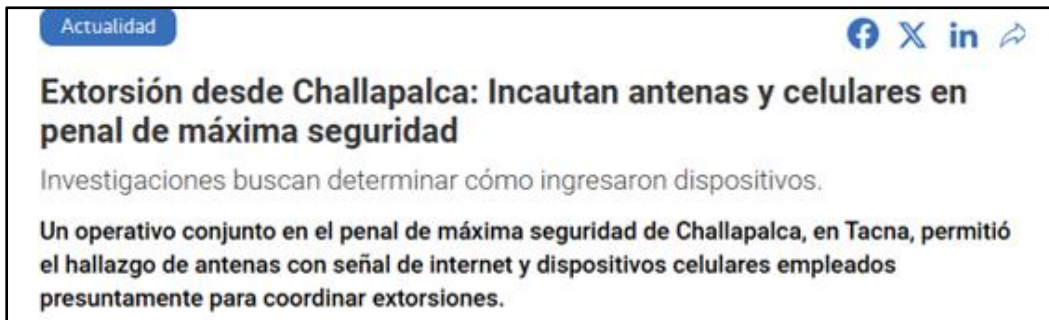 Actualidad
Extorsión desde Challapalca: Incautan antenas y celulares en
penal de máxima seguridad
Investigaciones buscan determinar cómo ingresaron dispositivos.
Un operativo conjunto en el penal de máxima seguridad de Challapalca, en Tacna, permitió
el hallazgo de antenas con señal de internet y dispositivos celulares empleados
presuntamente para coordinar extorsiones.